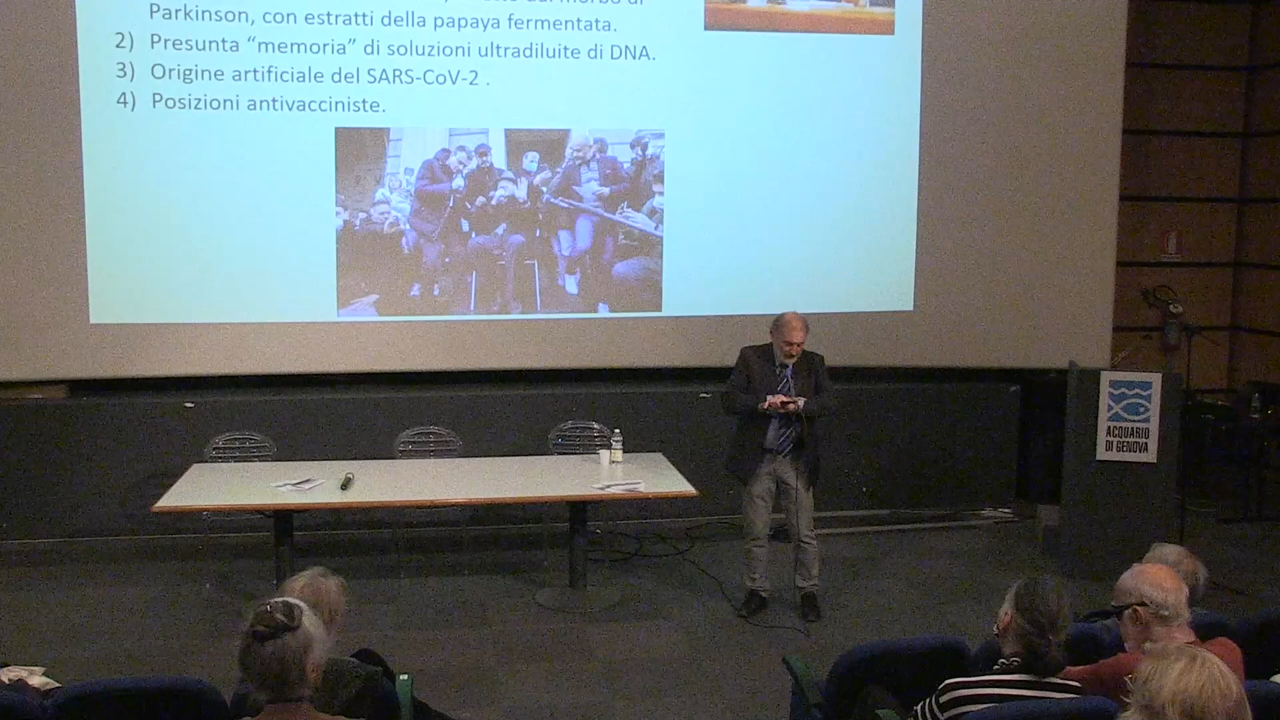 Parkinson, con estratti della papaya fermentata.
2) Presunta “memoria” di soluzioni ultradiluite di DNA.
3) Origine artificiale del SARS-CoV-2 .
4) Posizioni antivacciniste.
ACQUARIO
DI GENOVA